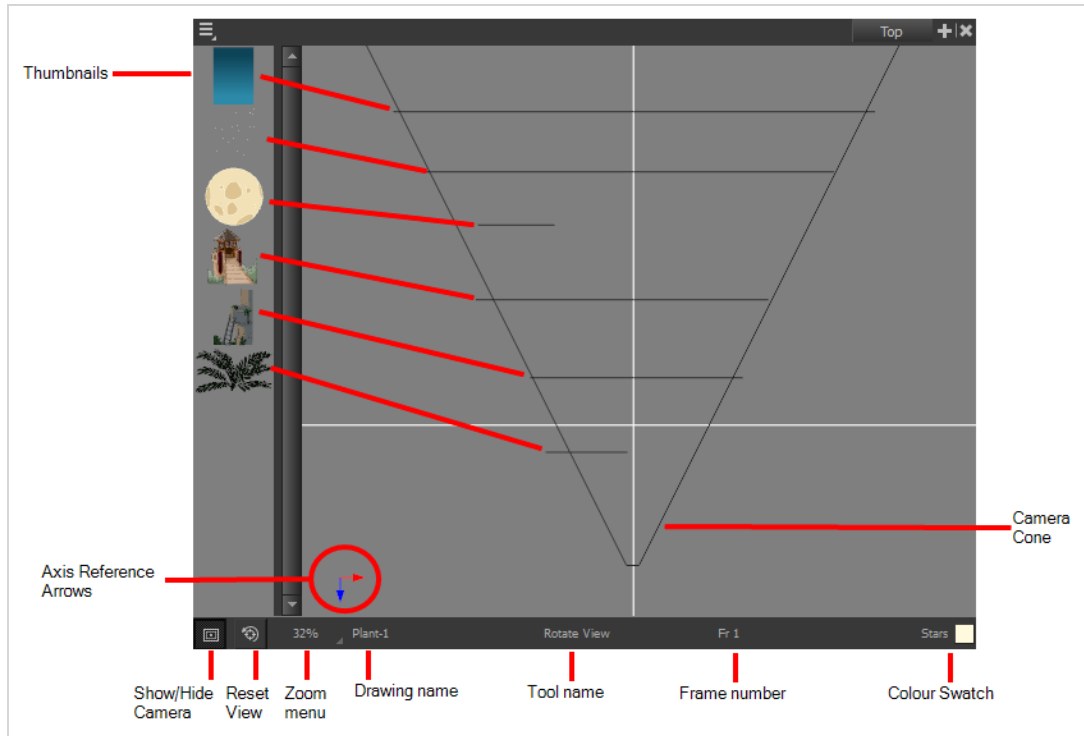 Top
Thumbnails
Camera
Cone
Axis Reference
Arrows
32%
Plant-1
Rotate View
Fr 1
Stars
Show/Hide
Camera
Reset
View
Zoom
menu
Drawing name
Tool name
Frame number
Colour Swatch